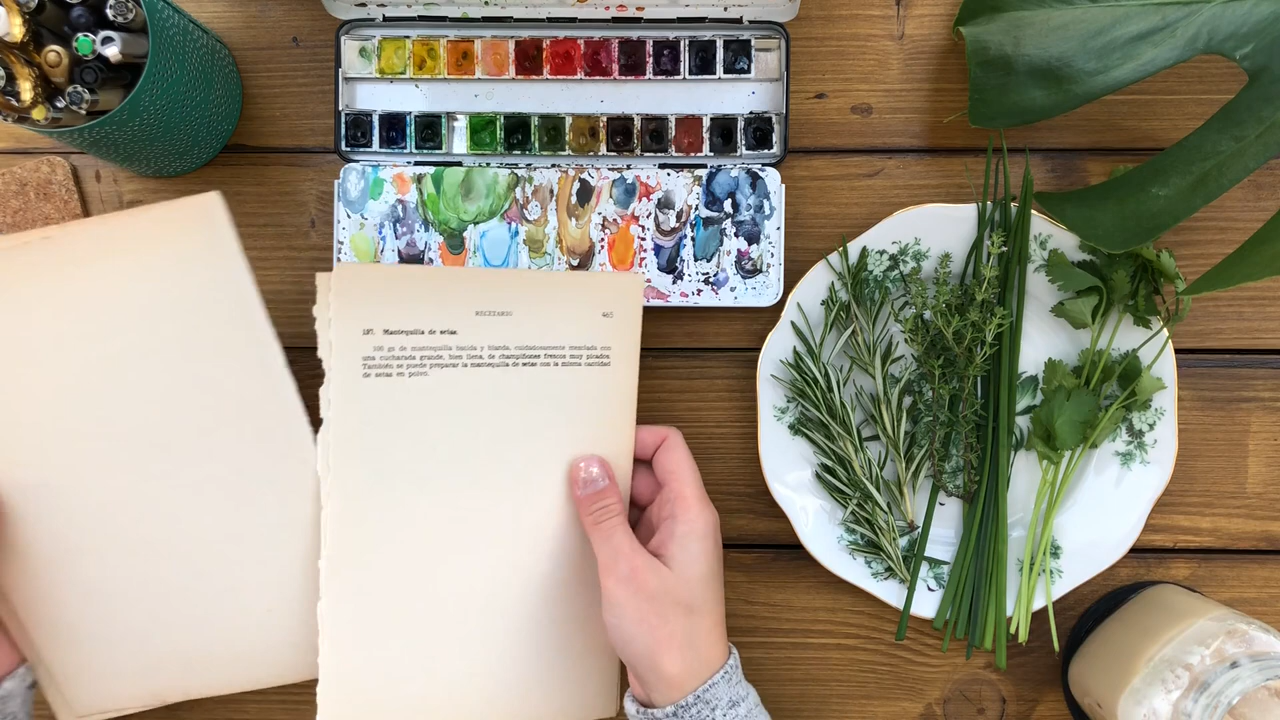 RECETARIO 465
197. Mantequilla de setas.
100 gs de mantequilla batida y blanda, cuidadosamente mezclada con
una cucharada grande, bien llena, de champiñones frescos muy picados.
También se puede preparar la mantequilla de setas con la misma cantidad
de setas en polvo.